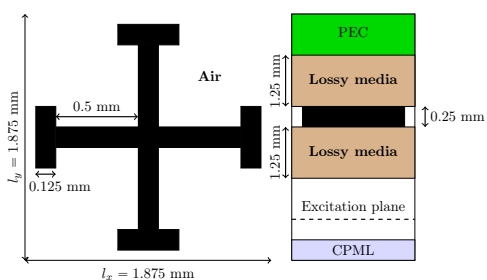 PEC
Air
Lossy media
1.25 mm
0.5 mm
0.25 mm
l_y = 1.875 mm
Lossy media
1.25 mm
0.125 mm
Excitation plane
CPML
l_x = 1.875 mm